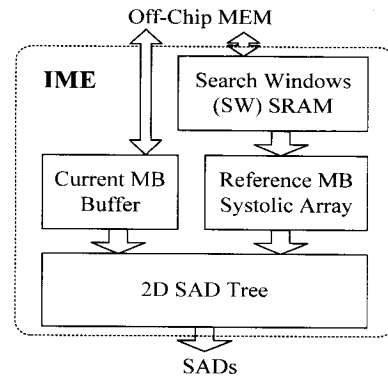 Off-Chip MEM
IME
Search Windows
(SW) SRAM
Current MB
Buffer
Reference MB
Systolic Array
2D SAD Tree
SADs